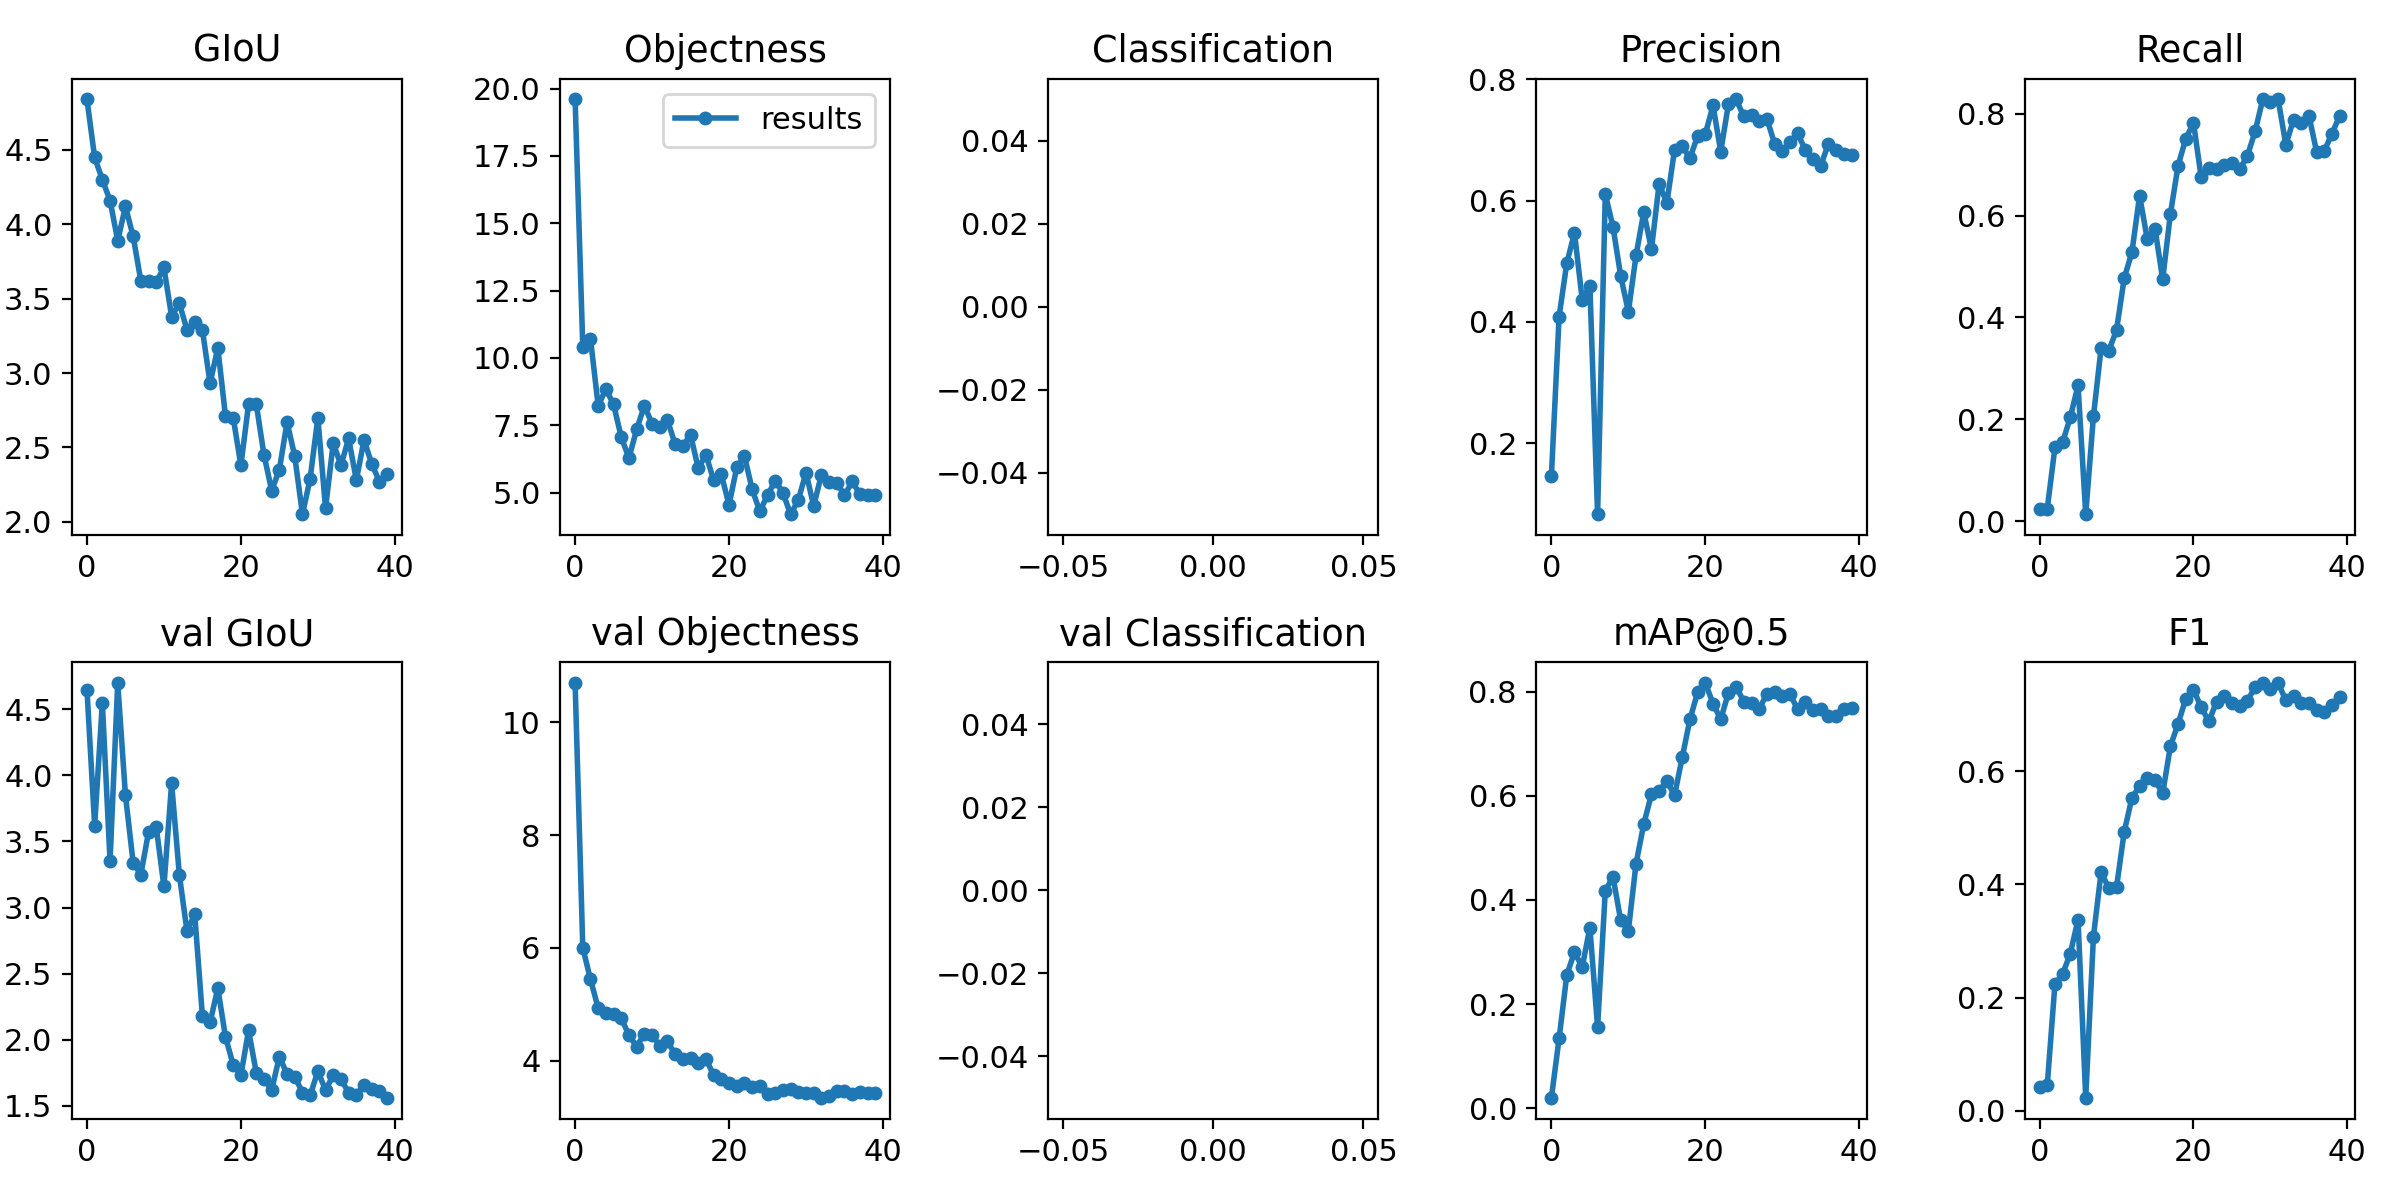 GIoU
Objectness
Classification
Precision
Recall
4.5
4.0
3.5
3.0
2.5
2.0
0 20 40
results
20.0
17.5
15.0
12.5
10.0
7.5
5.0
0 20 40
0.04
0.02
0.00
−0.02
−0.04
−0.05 0.00 0.05
0.8
0.6
0.4
0.2
0 20 40
0.8
0.6
0.4
0.2
0.0
0 20 40
val GIoU
val Objectness
val Classification
mAP@0.5
F1
4.5
4.0
3.5
3.0
2.5
2.0
1.5
0 20 40
10
8
6
4
0 20 40
0.04
0.02
0.00
−0.02
−0.04
−0.05 0.00 0.05
0.8
0.6
0.4
0.2
0.0
0 20 40
0.6
0.4
0.2
0.0
0 20 40